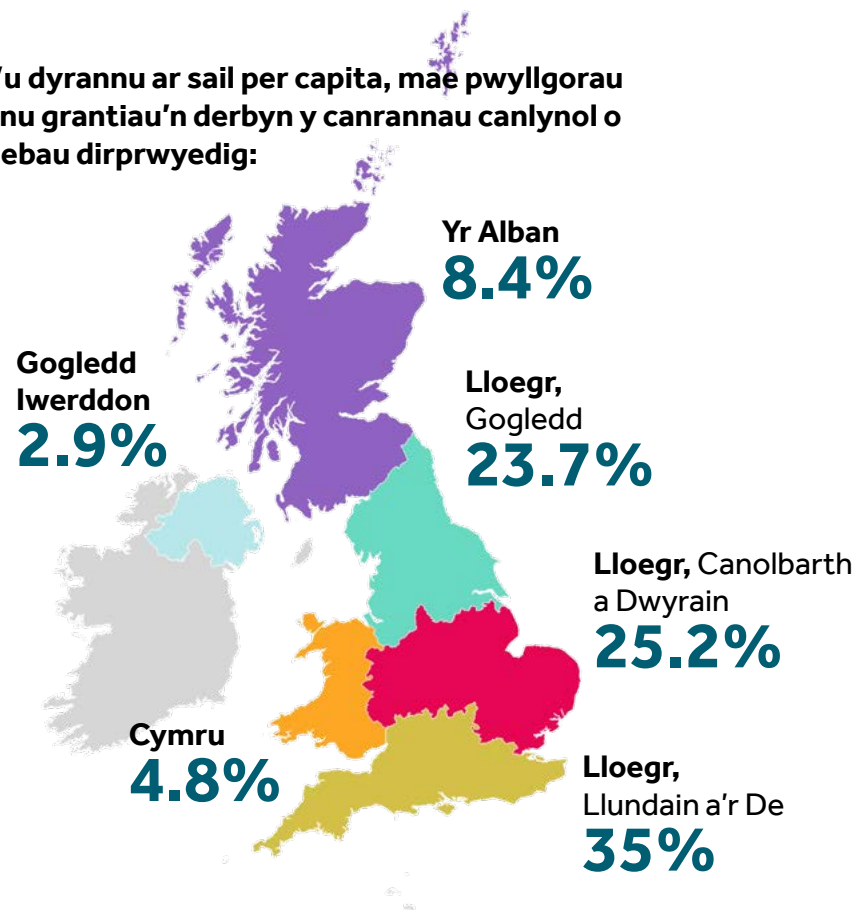 'u dyrannu ar sail per capita, mae pwyllgorau
nu grantiau'n derbyn y canrannau canlynol o
ebau dirprwyedig:
Yr Alban
8.4%
Gogledd
Iwerddon
2.9%
Lloegr,
Gogledd
23.7%
Lloegr, Canolbarth
a Dwyrain
25.2%
Cymru
4.8%
Lloegr,
Llundain a'r De
35%